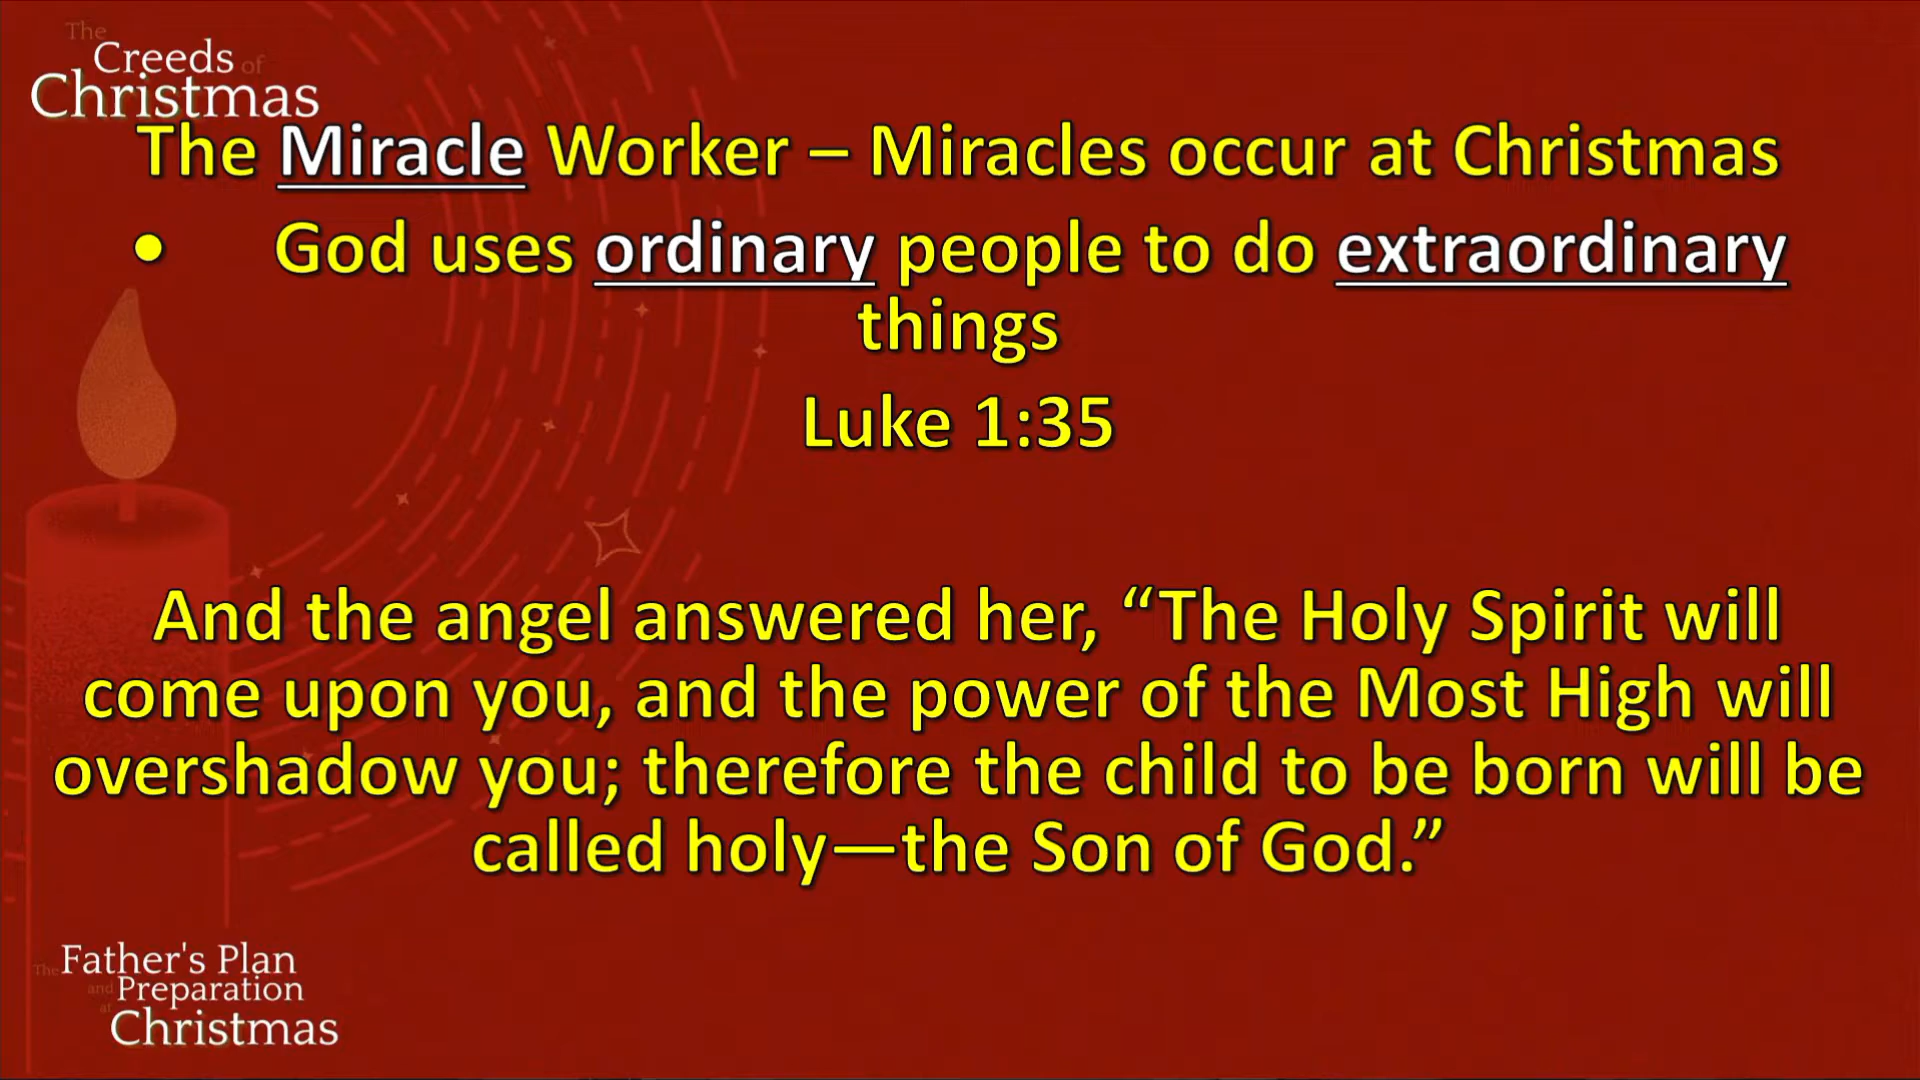 The
Creeds of
Christmas
The Miracle Worker – Miracles occur at Christmas
• God uses ordinary people to do extraordinary
things
Luke 1:35
And the angel answered her, “The Holy Spirit will
come upon you, and the power of the Most High will
overshadow you; therefore the child to be born will be
called holy—the Son of God.”
The Father's Plan
and Preparation
at Christmas